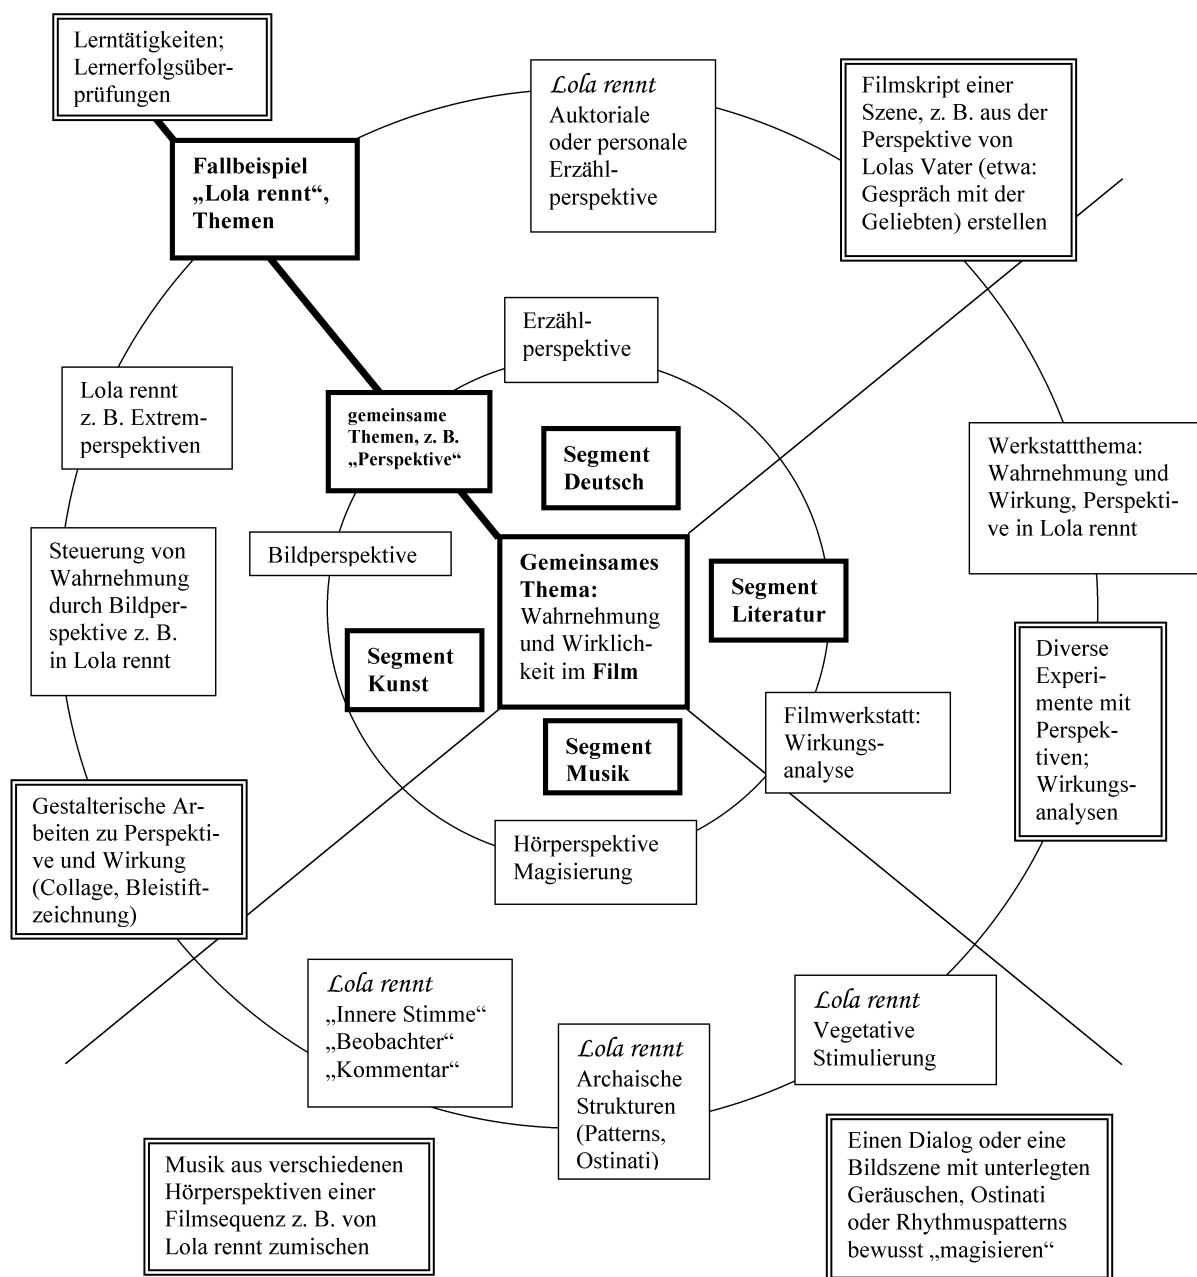 Lerntätigkeiten;
Lernerfolgsüber-
prüfungen
Fallbeispiel
„Lola rennt“,
Themen
Lola rennt
Auktoriale
oder personale
Erzähl-
perspektive
Filmskript einer
Szene, z. B. aus der
Perspektive von
Lolas Vater (etwa:
Gespräch mit der
Geliebten) erstellen
Erzähl-
perspektive
Lola rennt
z. B. Extrem-
perspektiven
gemeinsame
Themen, z. B.
„Perspektive“
Segment
Deutsch
Werkstattthema:
Wahrnehmung und
Wirkung, Perspekti-
ve in Lola rennt
Steuerung von
Wahrnehmung
durch Bildper-
spektive z. B.
in Lola rennt
Bildperspektive
Gemeinsames
Thema:
Wahrnehmung
und Wirklich-
keit im Film
Segment
Literatur
Segment
Kunst
Diverse
Experi-
mente mit
Perspek-
tiven;
Wirkungs-
analysen
Filmwerkstatt:
Wirkungs-
analyse
Segment
Musik
Gestalterische Ar-
beiten zu Perspekti-
ve und Wirkung
(Collage, Bleistift-
zeichnung)
Hörperspektive
Magisierung
Lola rennt
„Innere Stimme“
„Beobachter“
„Kommentar“
Lola rennt
Archaische
Strukturen
(Patterns,
Ostinati)
Lola rennt
Vegetative
Stimulierung
Musik aus verschiedenen
Hörperspektiven einer
Filmsequenz z. B. von
Lola rennt zumischen
Einen Dialog oder eine
Bildszene mit unterlegten
Geräuschen, Ostinati
oder Rhythmuspatterns
bewusst „magisieren“